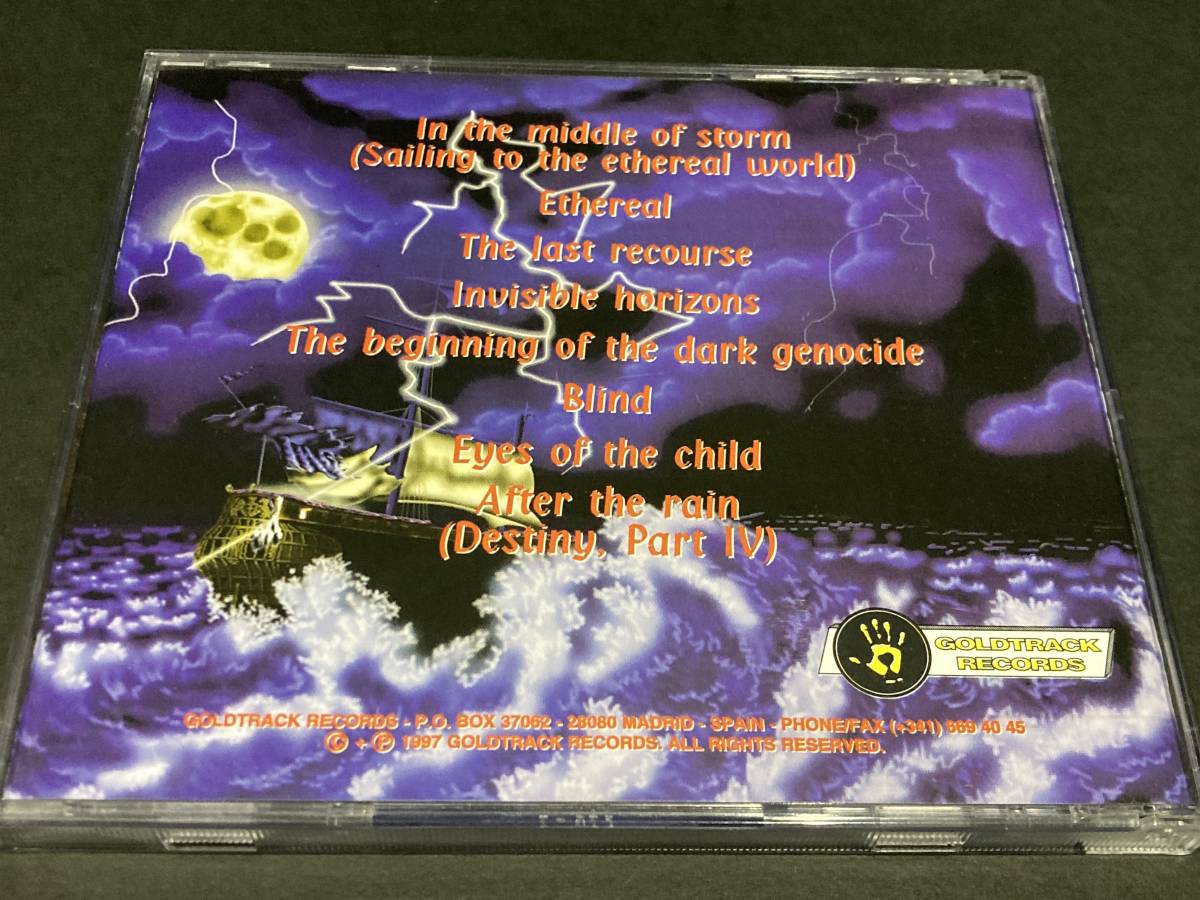 In the middle of storm
(Sailing to the ethereal world)
Ethereal
The last recourse
Invisible horizons
The beginning of the dark genocide
Blind
Eyes of the child
After the rain
(Destiny, Part IV)
GOLDTRACK
RECORDS
GOLDTRACK RECORDS - P.O. BOX 37062 - 28080 MADRID - SPAIN - PHONE/FAX (+341) 669 40 45
© + ℗ 1997 GOLDTRACK RECORDS. ALL RIGHTS RESERVED.